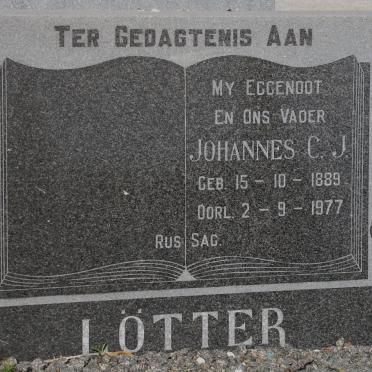 TER GEDAGTENIS AAN
MY EGGENOOT
EN ONS VADER
JOHANNES C. J.
GEB. 15 - 10 - 1889.
OORL. 2 - 9 - 1977.
RUS SAG.
LÖTTER